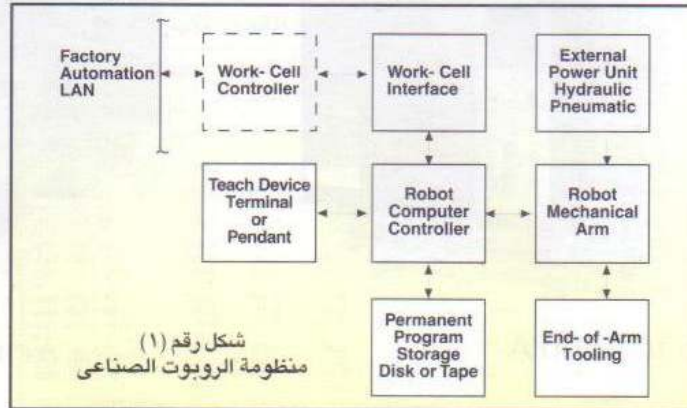 Factory
Automation
LAN
Work- Cell
Controller
Work- Cell
Interface
External
Power Unit
Hydraulic
Pneumatic
Teach Device
Terminal
or
Pendant
Robot
Computer
Controller
Robot
Mechanical
Arm
Permanent
Program
Storage
Disk or Tape
End- of -Arm
Tooling
شكل رقم (١)
منظومة الروبوت الصناعى